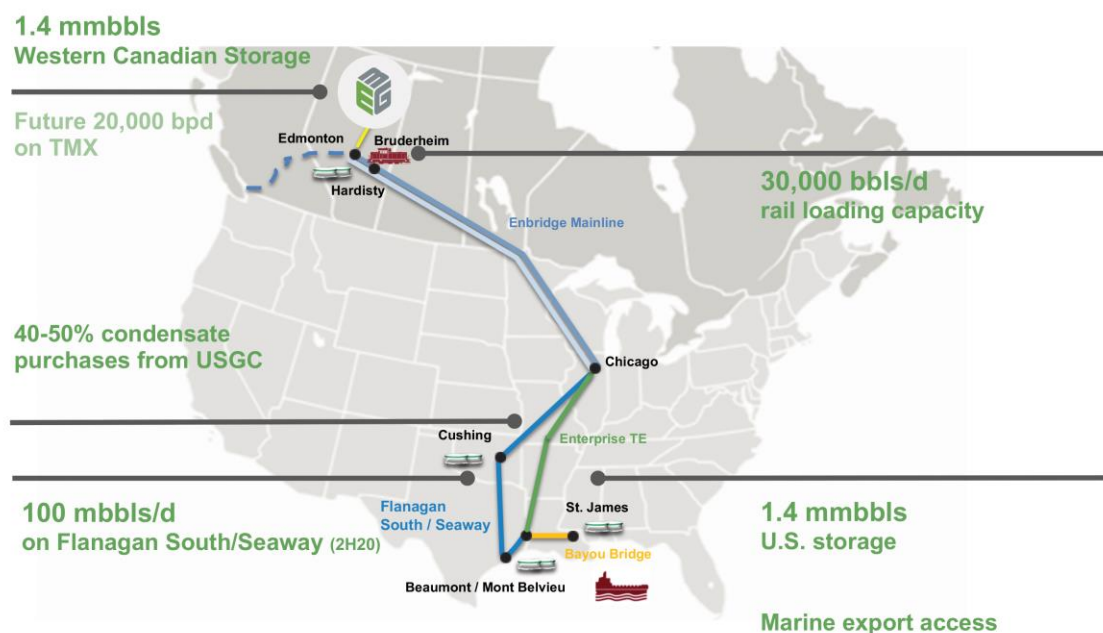 1.4 mmbbls
Western Canadian Storage
MEG
Future 20,000 bpd
on TMX
Edmonton
Bruderheim
Hardisty
30,000 bbls/d
rail loading capacity
Enbridge Mainline
40-50% condensate
purchases from USGC
Chicago
Cushing
Enterprise TE
100 mbbls/d
on Flanagan South/Seaway (2H20)
Flanagan
South / Seaway
St. James
1.4 mmbbls
U.S. storage
Bayou Bridge
Beaumont / Mont Belvieu
Marine export access